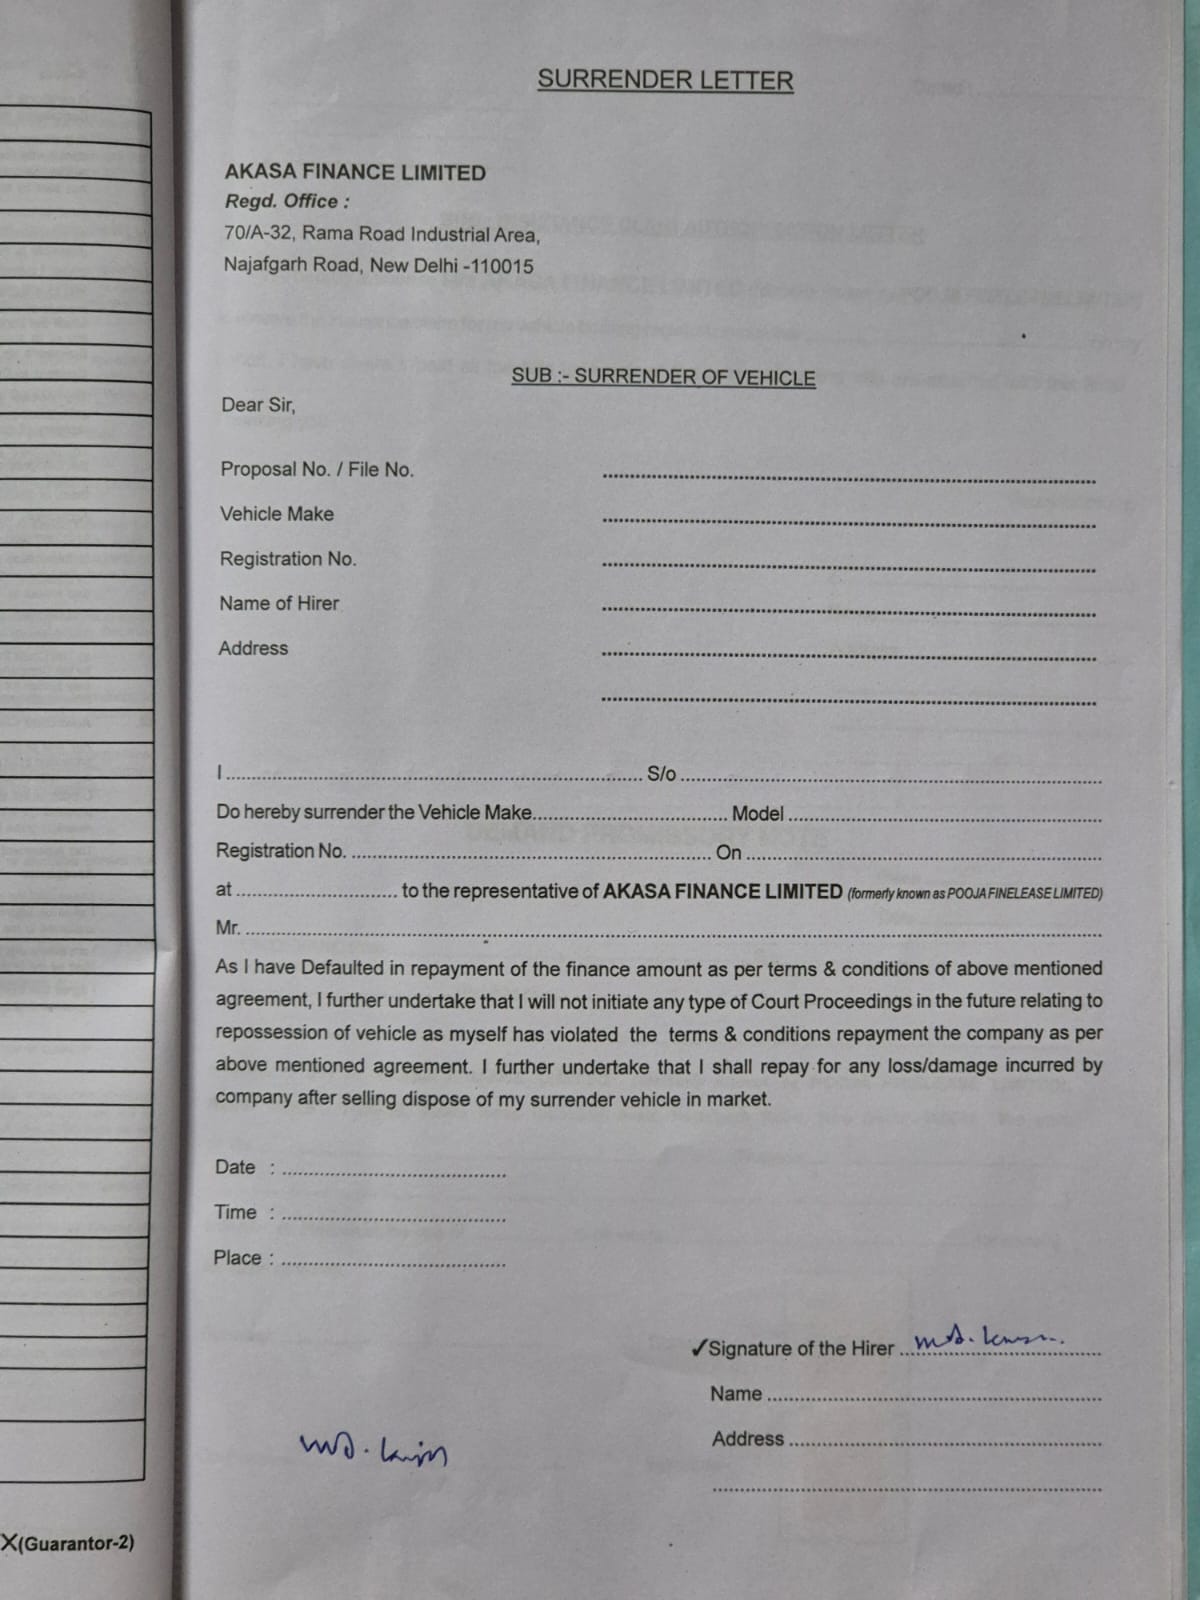 SURRENDER LETTER
AKASA FINANCE LIMITED
Regd. Office :
70/A-32, Rama Road Industrial Area,
Najafgarh Road, New Delhi -110015
SUB :- SURRENDER OF VEHICLE
Dear Sir,
Proposal No. / File No. ........................................
Vehicle Make ........................................
Registration No. ........................................
Name of Hirer ........................................
Address ........................................
........................................
I ........................................ S/o ........................................
Do hereby surrender the Vehicle Make.................... Model ........................................
Registration No. ........................................ On ........................................
at .................... to the representative of AKASA FINANCE LIMITED (formerly known as POOJA FINELEASE LIMITED)
Mr. ........................................
As I have Defaulted in repayment of the finance amount as per terms & conditions of above mentioned
agreement, I further undertake that I will not initiate any type of Court Proceedings in the future relating to
repossession of vehicle as myself has violated the terms & conditions repayment the company as per
above mentioned agreement. I further undertake that I shall repay for any loss/damage incurred by
company after selling dispose of my surrender vehicle in market.
Date : ....................
Time : ....................
Place : ....................
✓Signature of the Hirer ....................
Name ....................
Address ....................
....................
X(Guarantor-2)